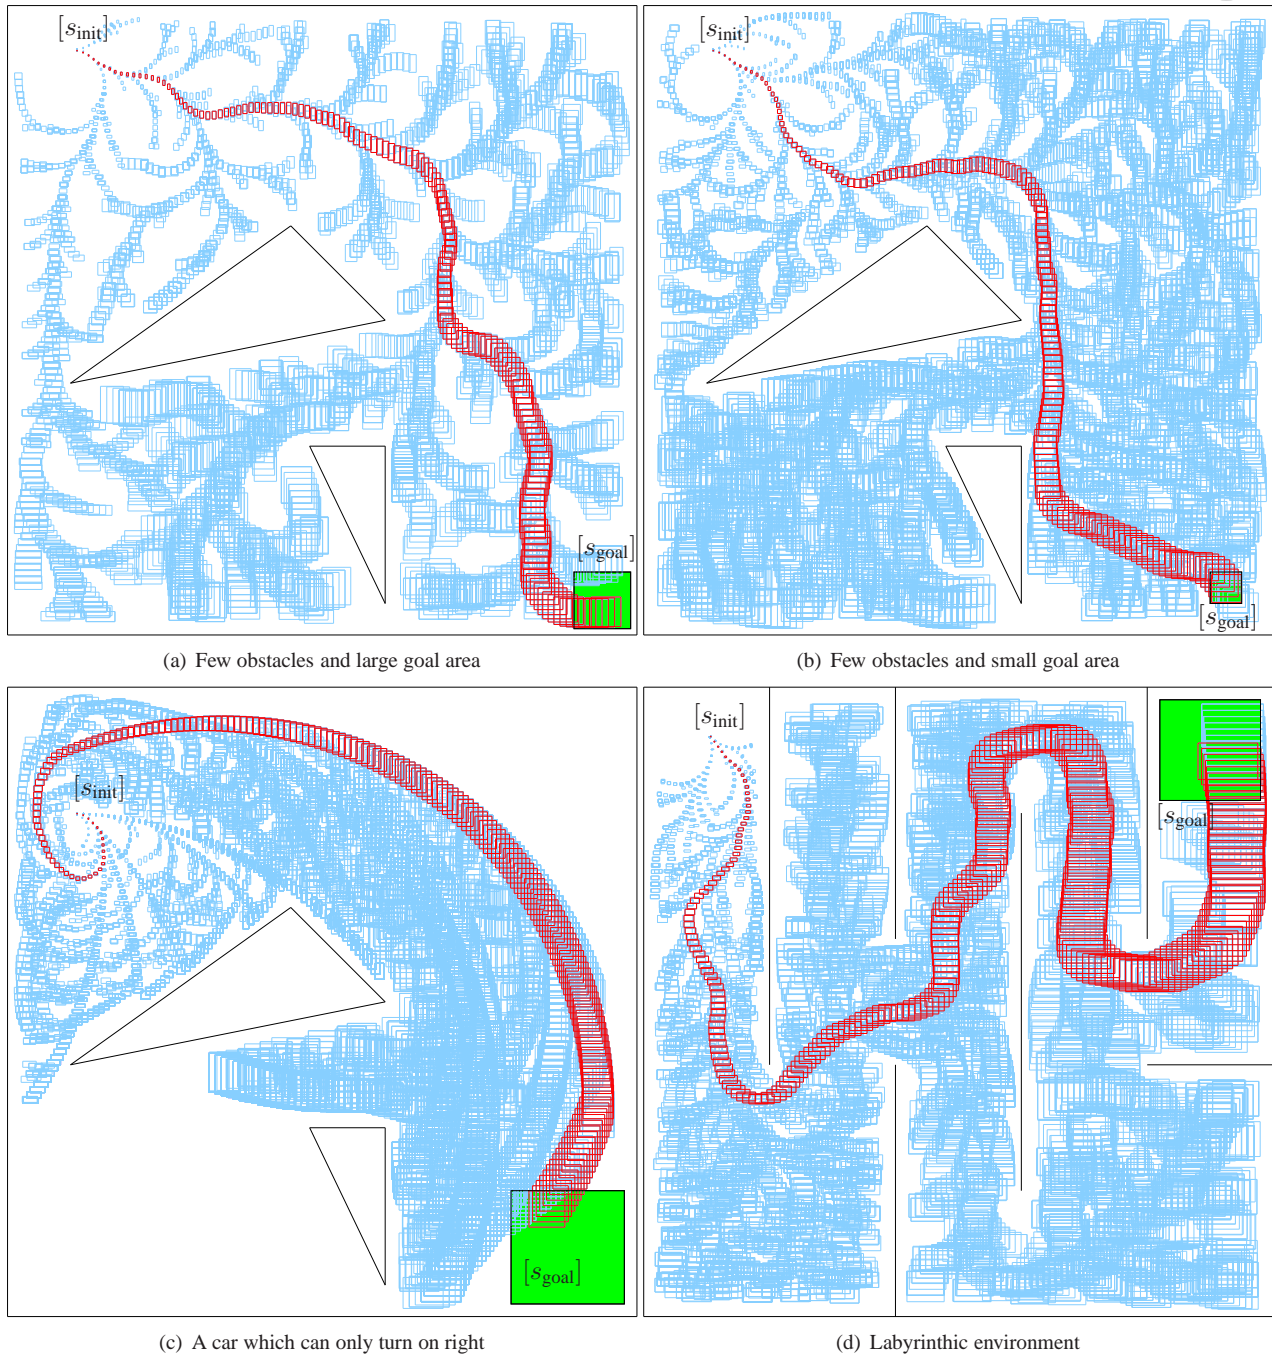 [s_init]
[s_goal]
(a) Few obstacles and large goal area
[s_init]
[s_goal]
(b) Few obstacles and small goal area
[s_init]
[s_goal]
(c) A car which can only turn on right
[s_init]
[s_goal]
(d) Labyrinthic environment